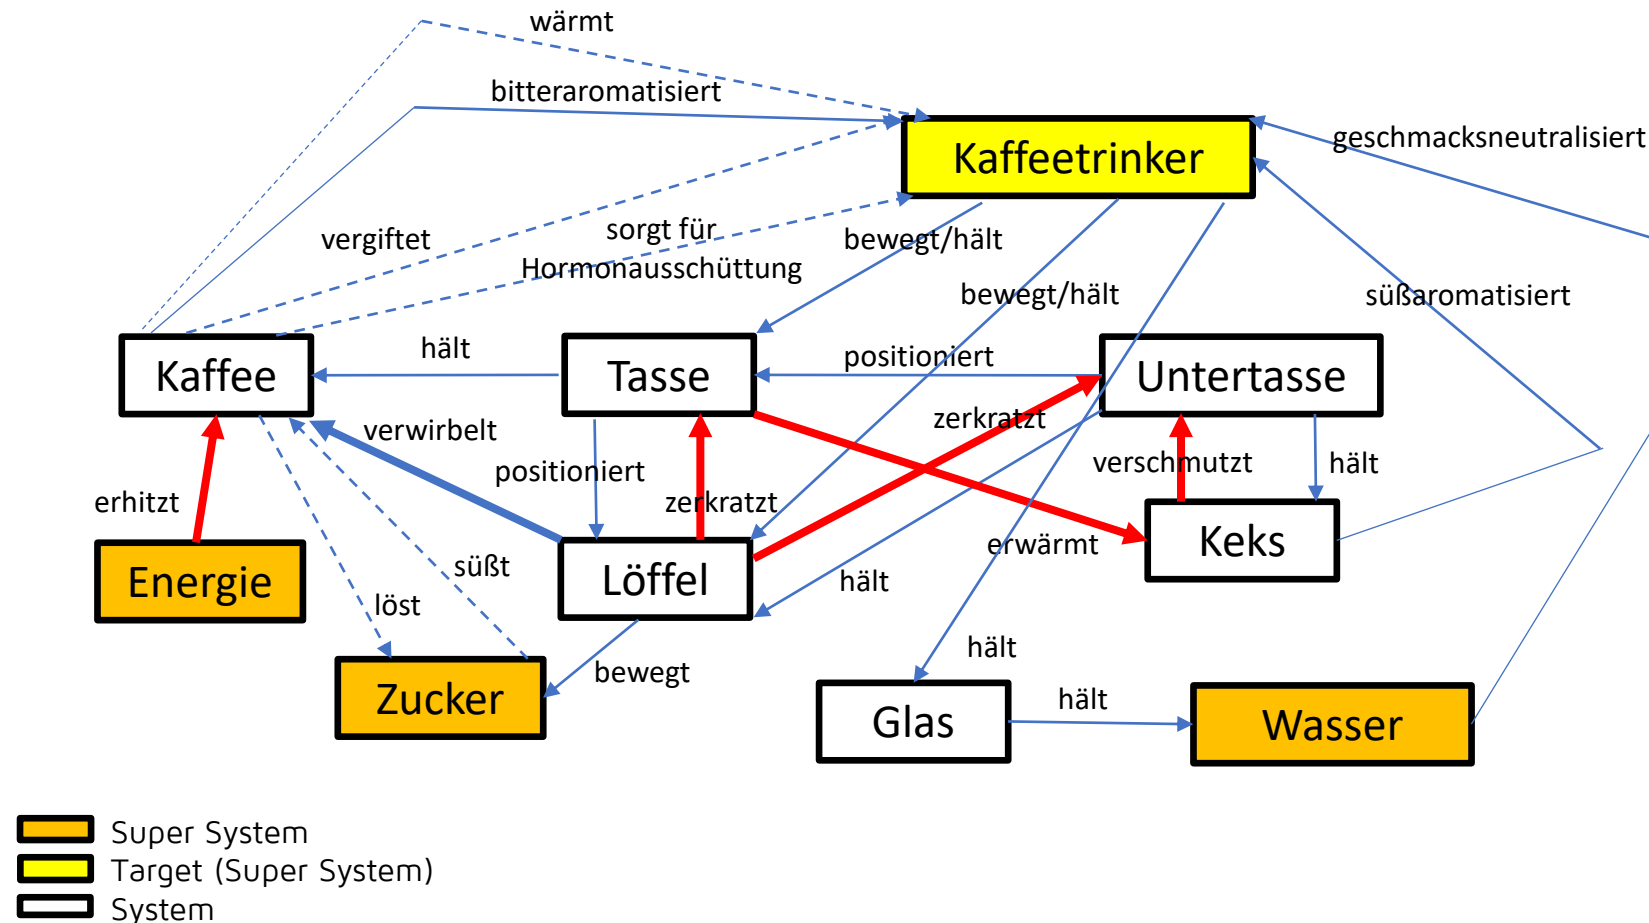 wärmt
bitteraromatisiert
geschmacksneutralisiert
Kaffeetrinker
vergiftet
sorgt für
Hormonausschüttung
bewegt/hält
bewegt/hält
süßaromatisiert
Kaffee
hält
Tasse
positioniert
Untertasse
verwirbelt
zerkratzt
positioniert
verschmutzt
hält
erhitzt
zerkratzt
erwärmt
Keks
Energie
süßt
Löffel
hält
löst
hält
bewegt
Zucker
Glas
hält
Wasser
Super System
Target (Super System)
System